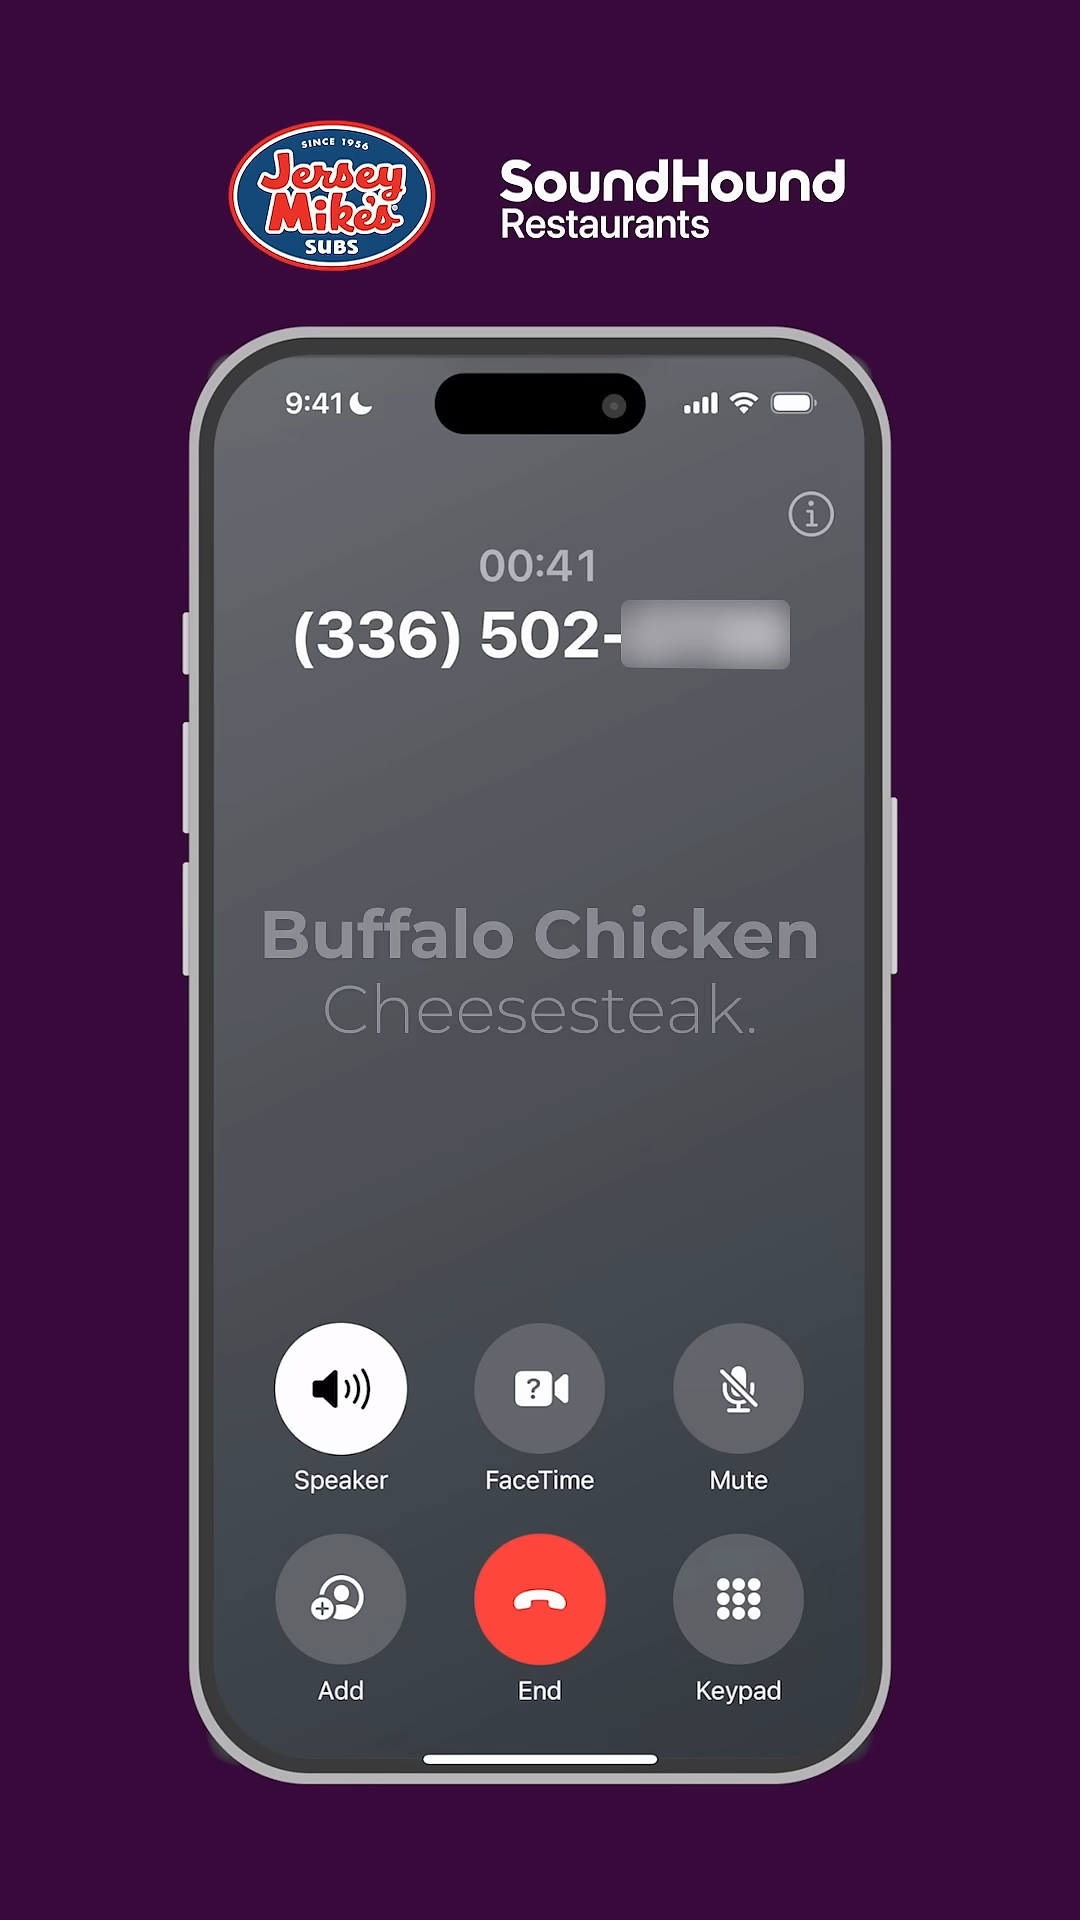 SINCE 1956
Jersey
Mike's
SUBS
SoundHound
Restaurants
9:41
00:41
(336) 502-
Buffalo Chicken
Cheesesteak.
Speaker
FaceTime
Mute
Add
End
Keypad